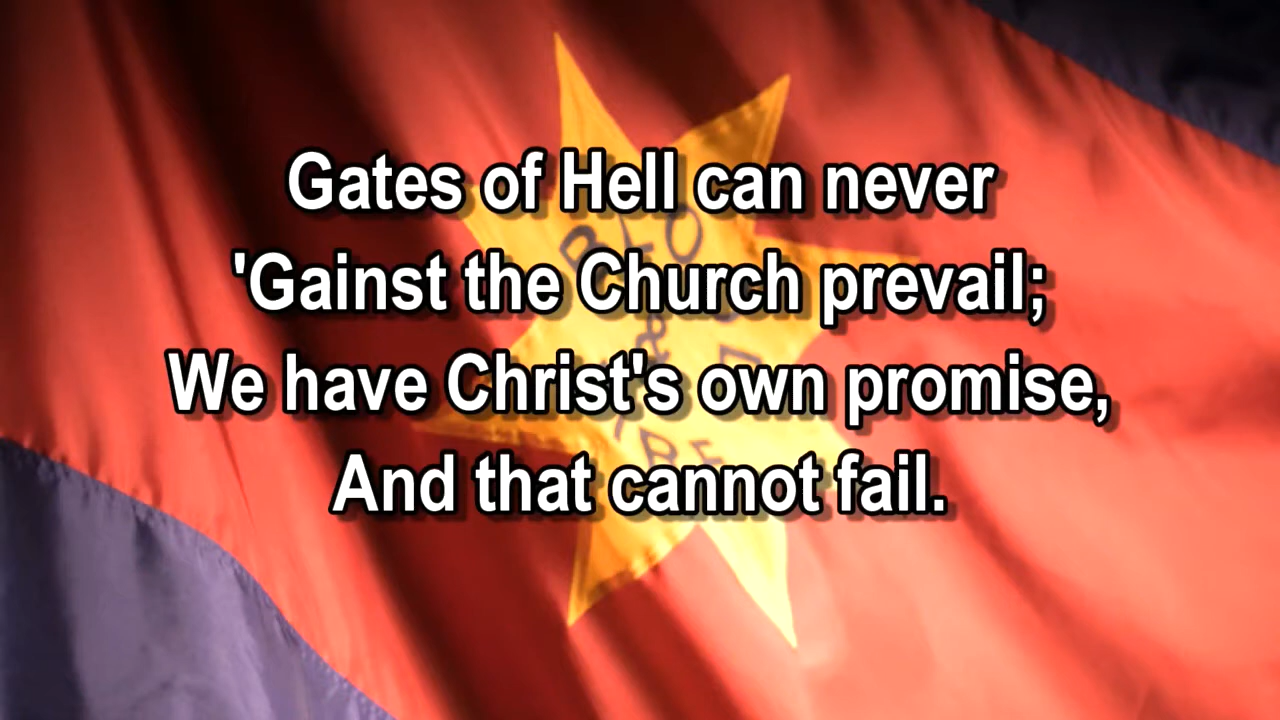 Gates of Hell can never
'Gainst the Church prevail;
We have Christ's own promise,
And that cannot fail.